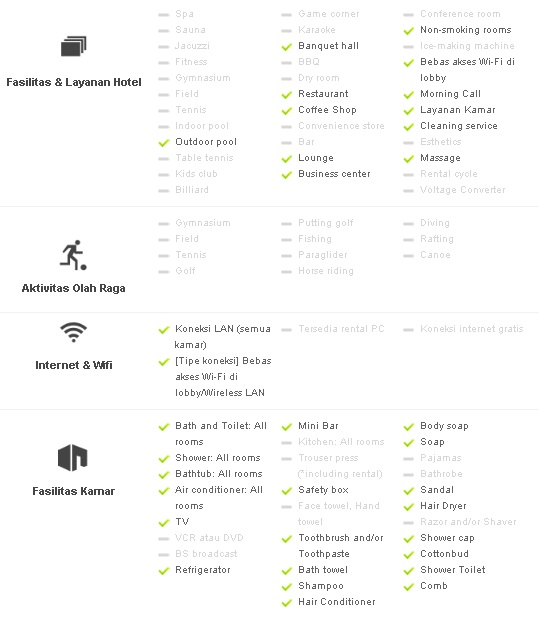 Fasilitas & Layanan Hotel
Spa
Sauna
Jacuzzi
Fitness
Gymnasium
Field
Tennis
Indoor pool
Outdoor pool
Table tennis
Kids club
Billiard
Game corner
Karaoke
Banquet hall
BBQ
Dry room
Restaurant
Coffee Shop
Convenience store
Bar
Lounge
Business center
Conference room
Non-smoking rooms
Ice-making machine
Bebas akses Wi-Fi di
lobby
Morning Call
Layanan Kamar
Cleaning service
Esthetics
Massage
Rental cycle
Voltage Converter
Aktivitas Olah Raga
Gymnasium
Field
Tennis
Golf
Putting golf
Fishing
Paraglider
Horse riding
Diving
Rafting
Canoe
Internet & Wifi
Koneksi LAN (semua
kamar)
[Tipe koneksi] Bebas
akses Wi-Fi di
lobby/Wireless LAN
Tersedia rental PC
Koneksi internet gratis
Fasilitas Kamar
Bath and Toilet: All
rooms
Shower: All rooms
Bathtub: All rooms
Air conditioner: All
rooms
TV
VCR atau DVD
BS broadcast
Refrigerator
Mini Bar
Kitchen: All rooms
Trouser press
(*including rental)
Safety box
Face towel, Hand
towel
Toothbrush and/or
Toothpaste
Bath towel
Shampoo
Hair Conditioner
Body soap
Soap
Pajamas
Bathrobe
Sandal
Hair Dryer
Razor and/or Shaver
Shower cap
Cottonbud
Shower Toilet
Comb